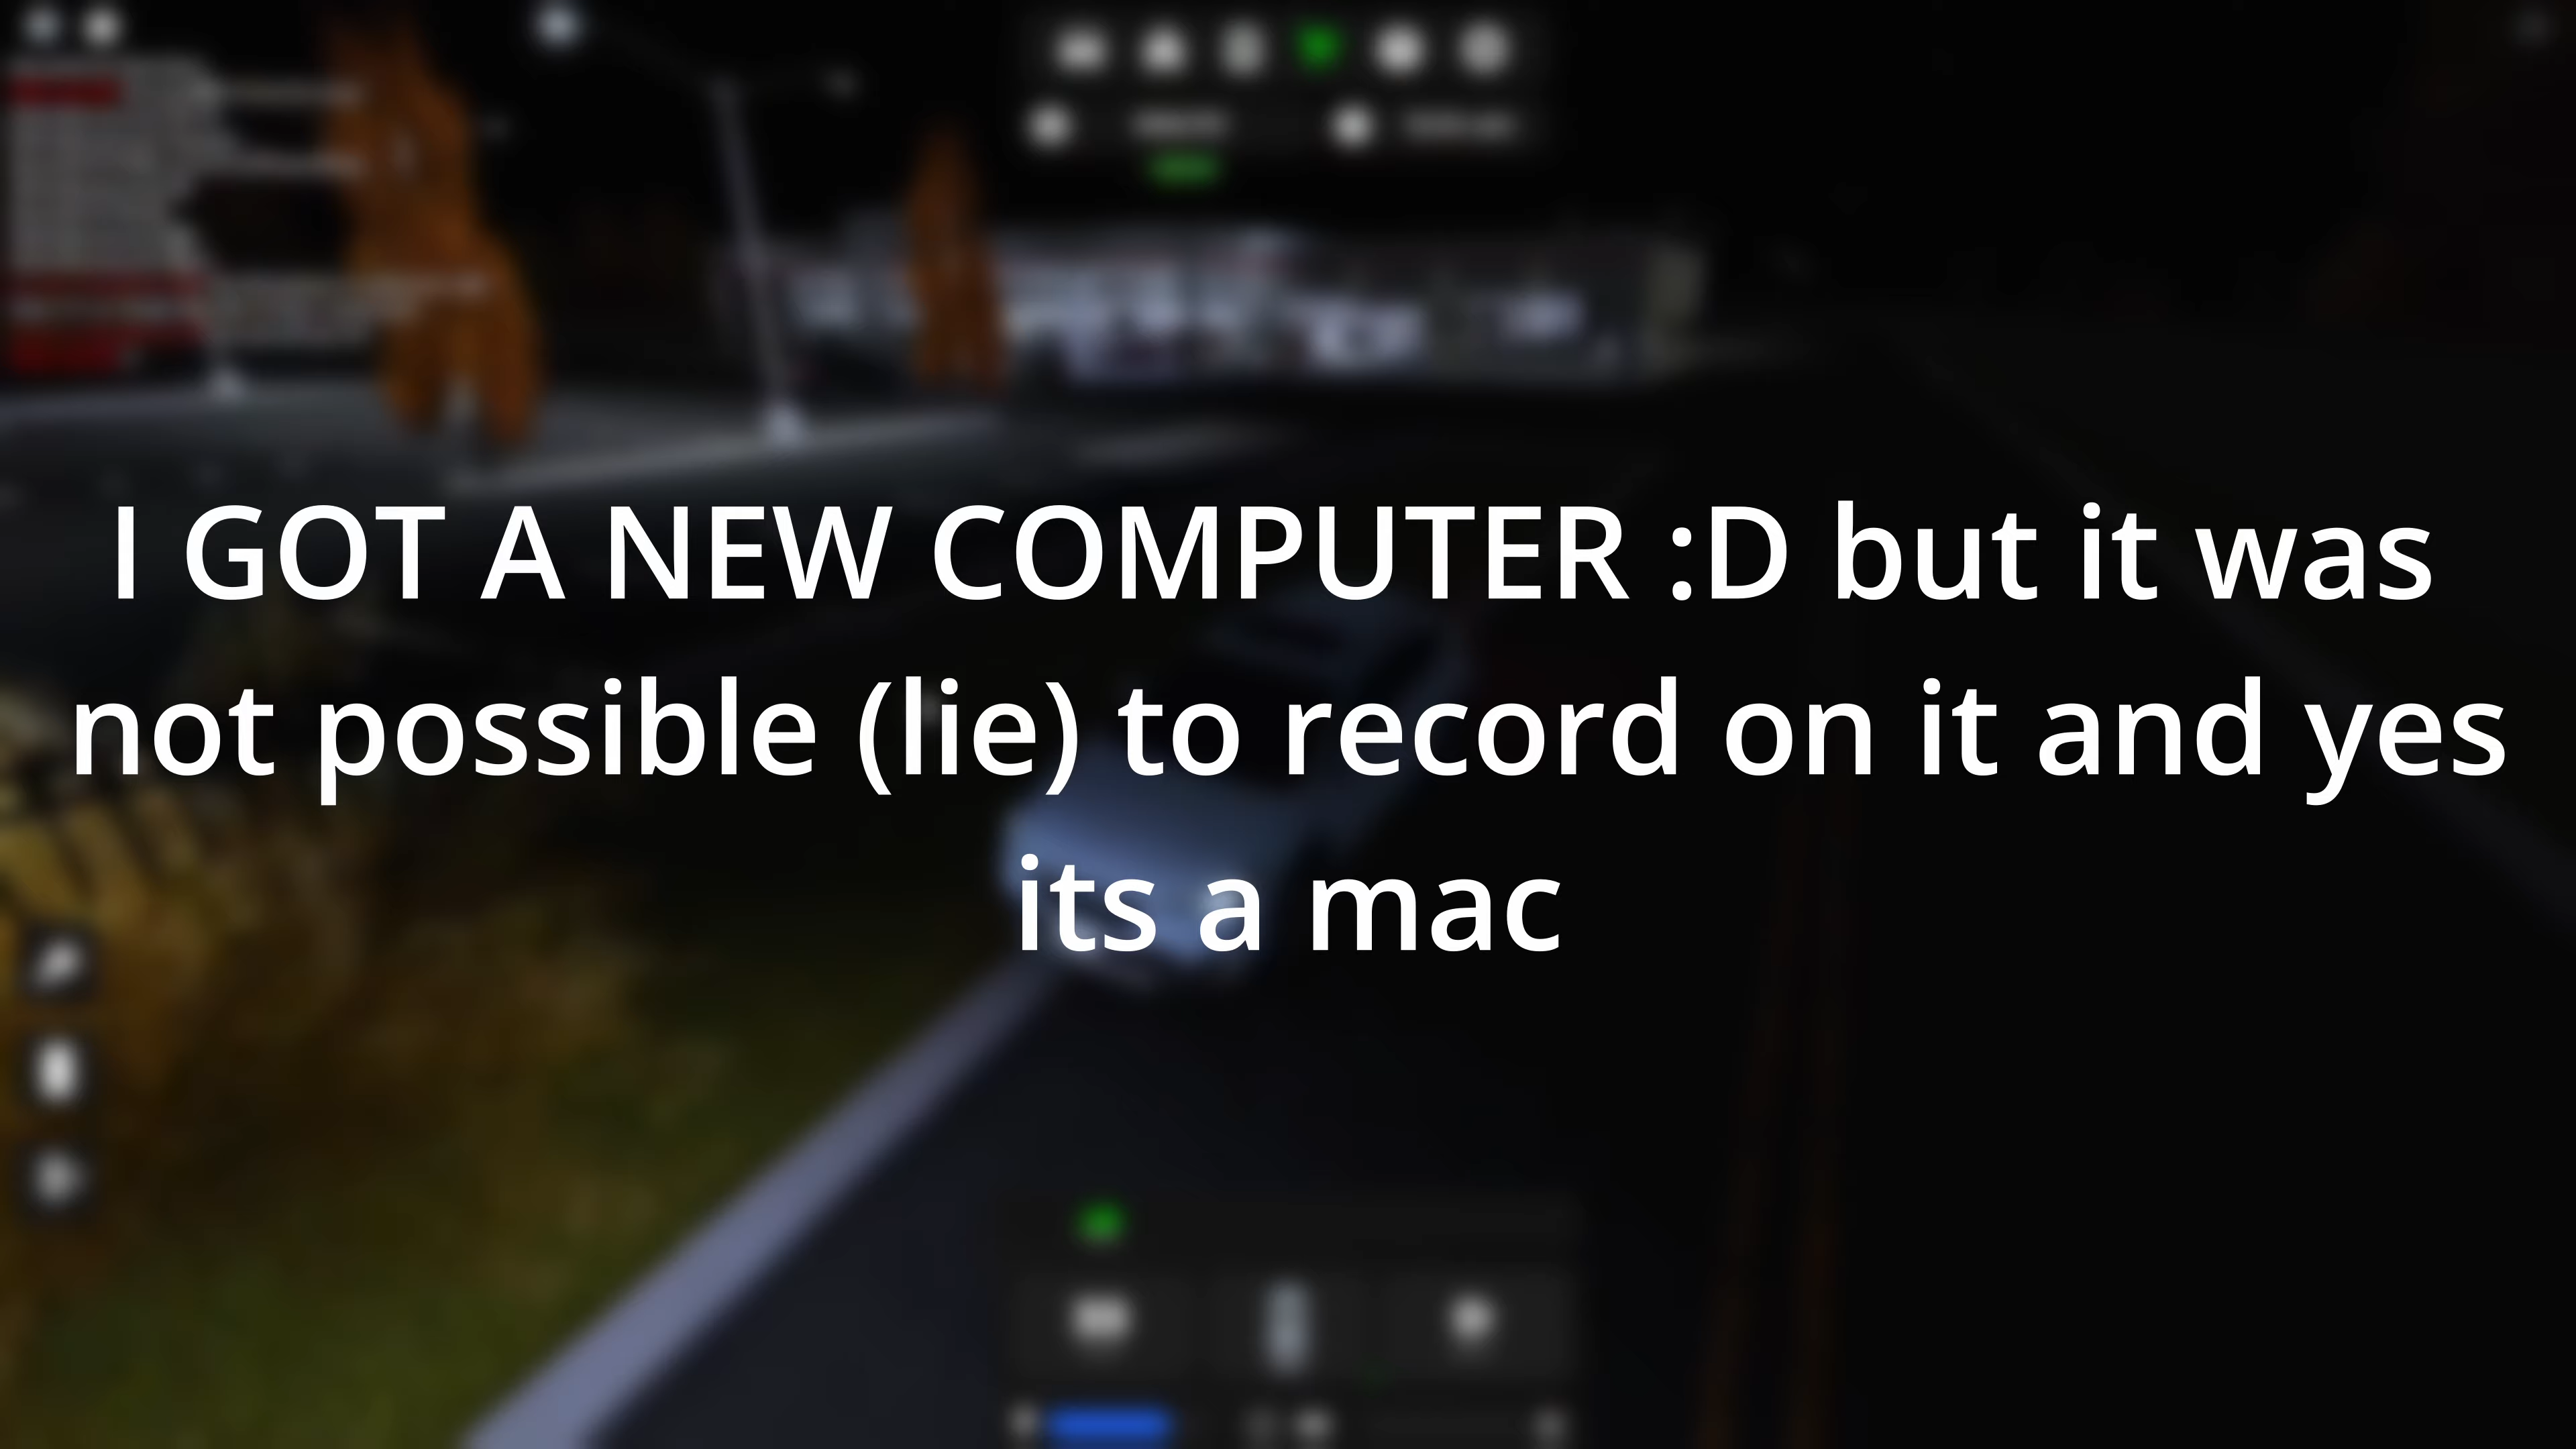 I GOT A NEW COMPUTER :D but it was
not possible (lie) to record on it and yes
its a mac